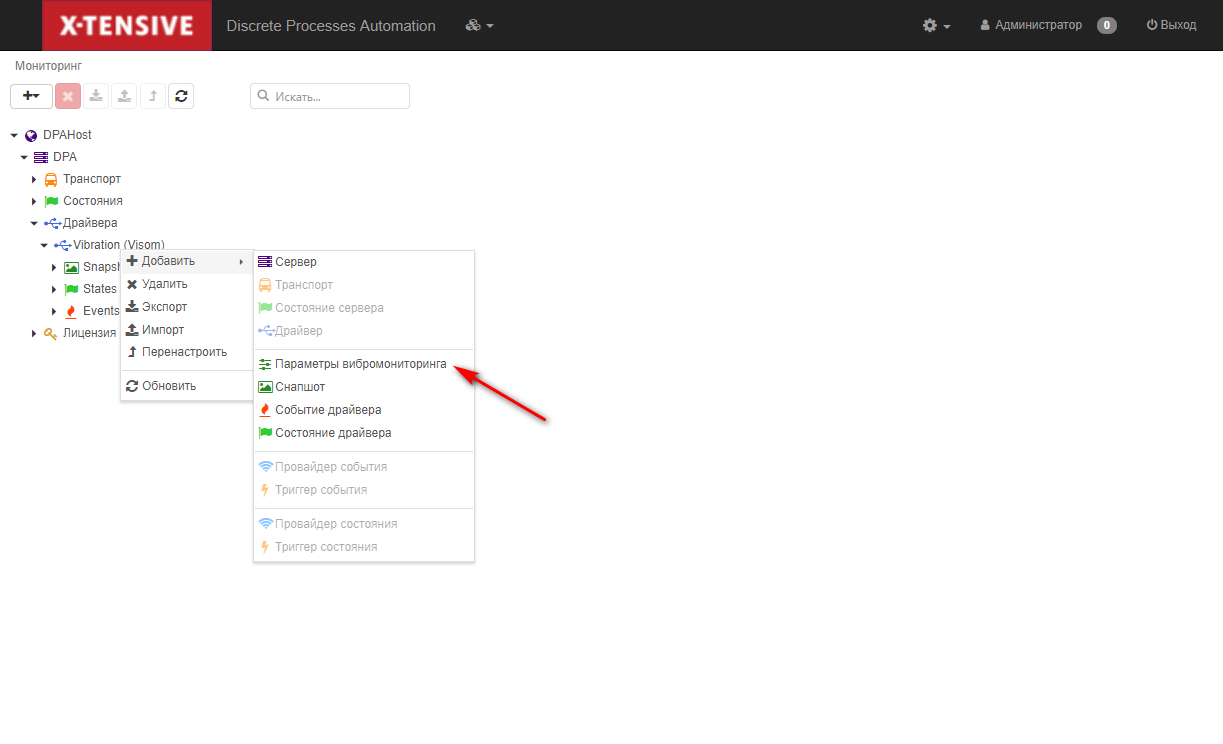 X-TENSIVE Discrete Processes Automation Администратор 0 Выход
Мониторинг
Искать...
DPAHost
DPA
Транспорт
Состояния
Драйвера
Vibration (Visom)
Snapsh
States
Events
Лицензия
Добавить
Удалить
Экспорт
Импорт
Перенастроить
Обновить
Сервер
Транспорт
Состояние сервера
Драйвер
Параметры вибромониторинга
Снапшот
Событие драйвера
Состояние драйвера
Провайдер события
Триггер события
Провайдер состояния
Триггер состояния